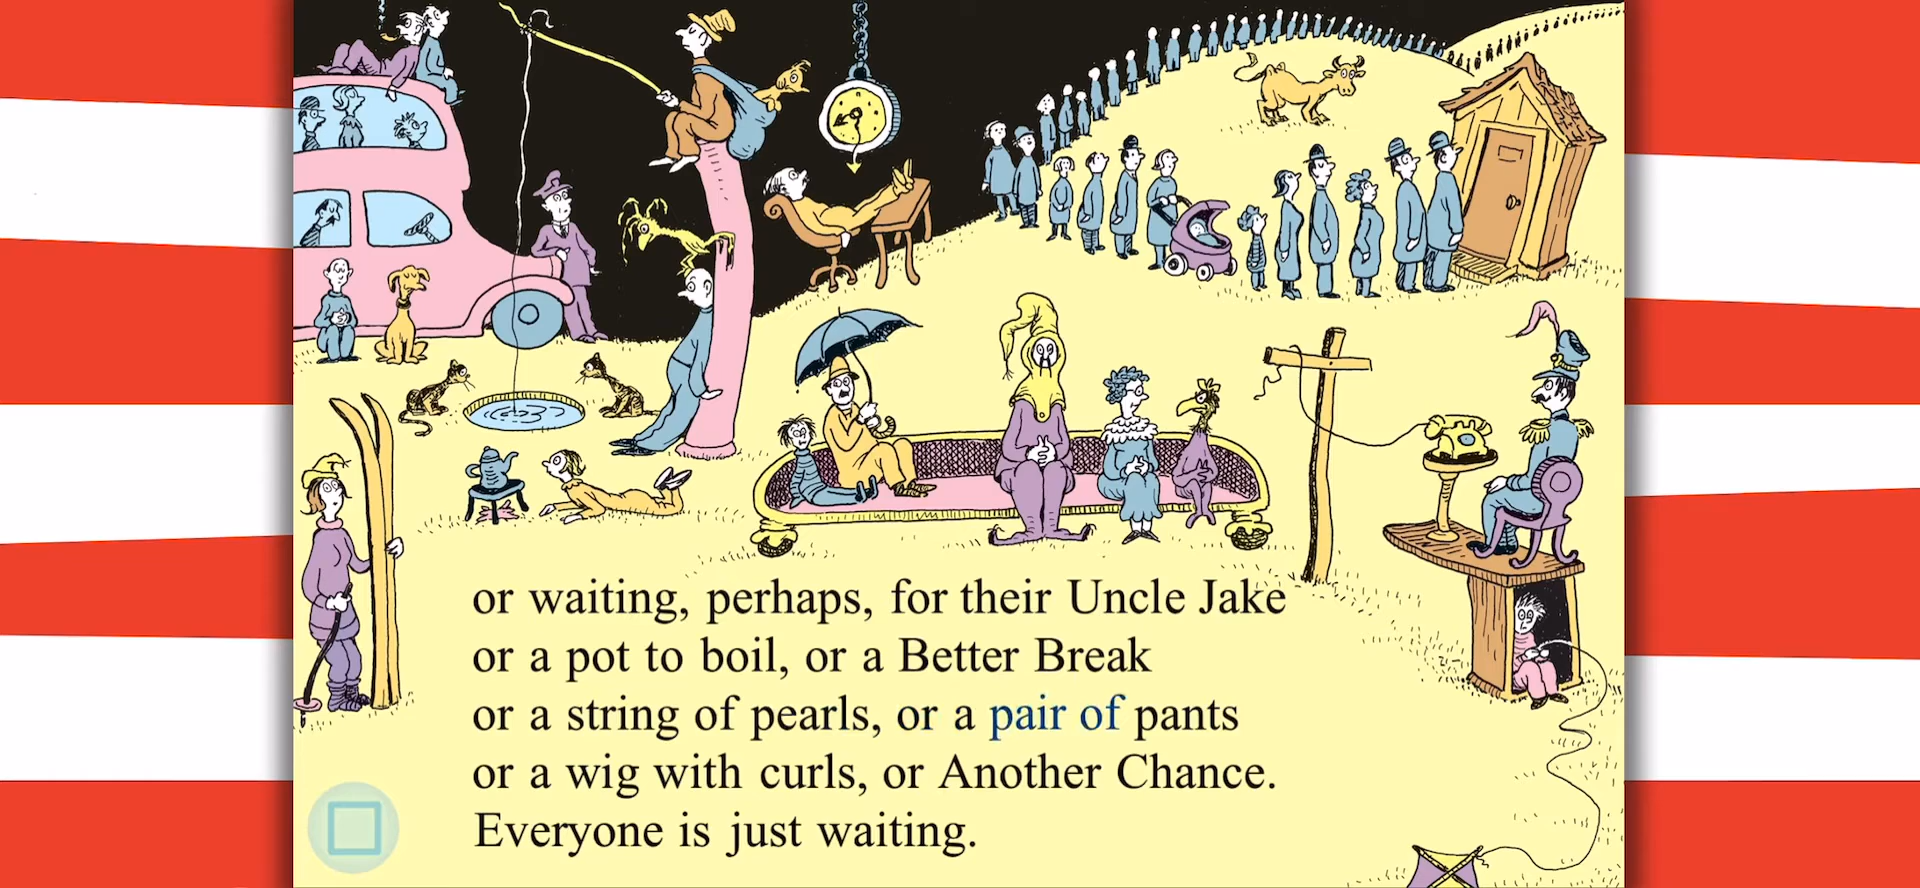 or waiting, perhaps, for their Uncle Jake
or a pot to boil, or a Better Break
or a string of pearls, or a pair of pants
or a wig with curls, or Another Chance.
Everyone is just waiting.